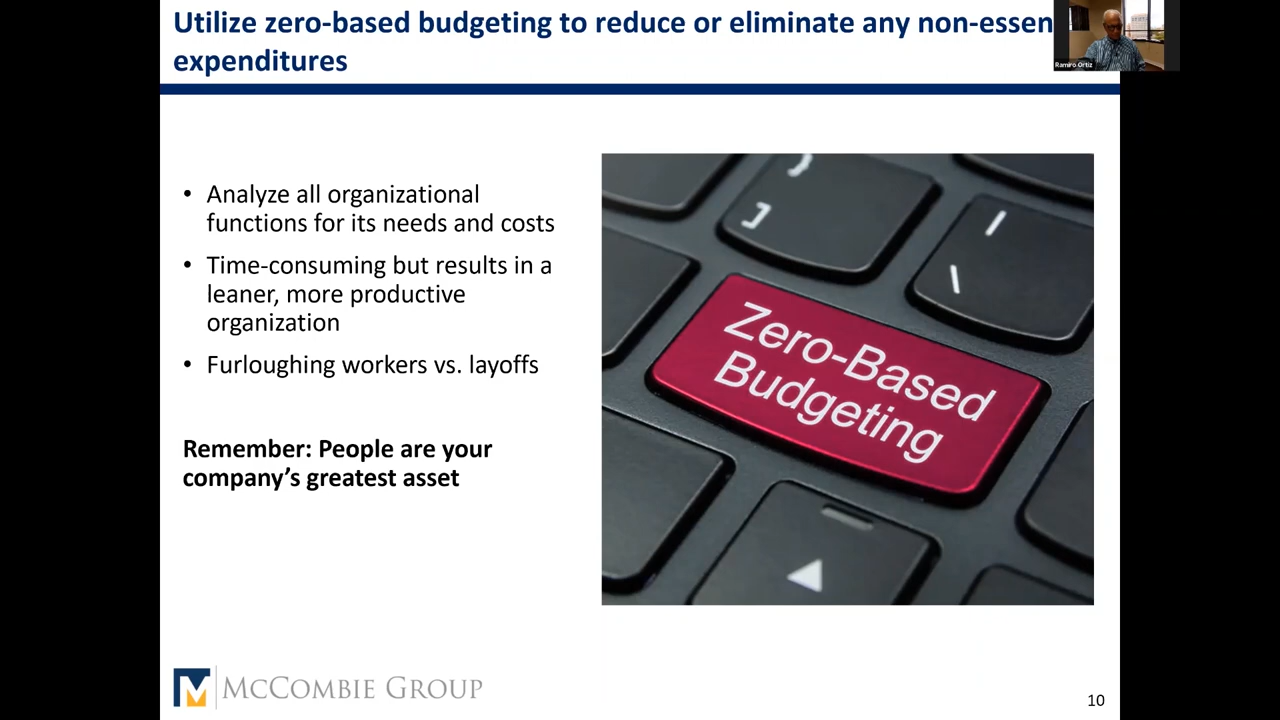 Utilize zero-based budgeting to reduce or eliminate any non-essen
expenditures
Ramiro Ortiz
• Analyze all organizational
functions for its needs and costs
• Time-consuming but results in a
leaner, more productive
organization
• Furloughing workers vs. layoffs
Remember: People are your
company's greatest asset
}
]
|
\
Zero-Based
Budgeting
McCombie Group
10